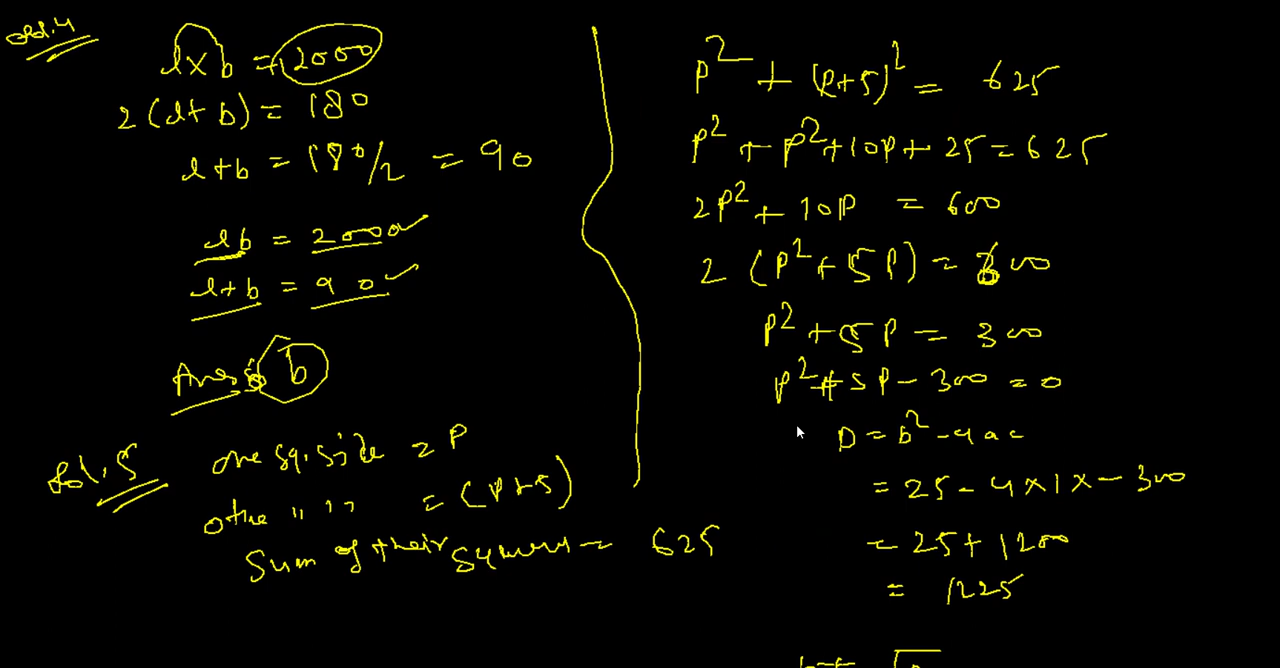 Sol.4
l×b = 2000
2(l+b) = 180
l+b = 180/2 = 90
lb = 2000 ✓
l+b = 90 ✓
Ans: b
Sol.5 one sq. side = P
other " " = (P+5)
Sum of their squares = 625
P² + (P+5)² = 625
P² + P²+10P+25=625
2P² + 10P = 600
2 (P²+5P) = 600
P²+5P = 300
P²+5P-300=0
D = b²-4ac
= 25-4×1×-300
= 25+1200
= 1225